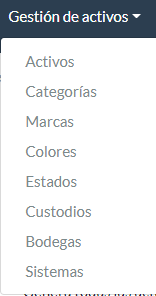 Gestión de activos
Activos
Categorías
Marcas
Colores
Estados
Custodios
Bodegas
Sistemas